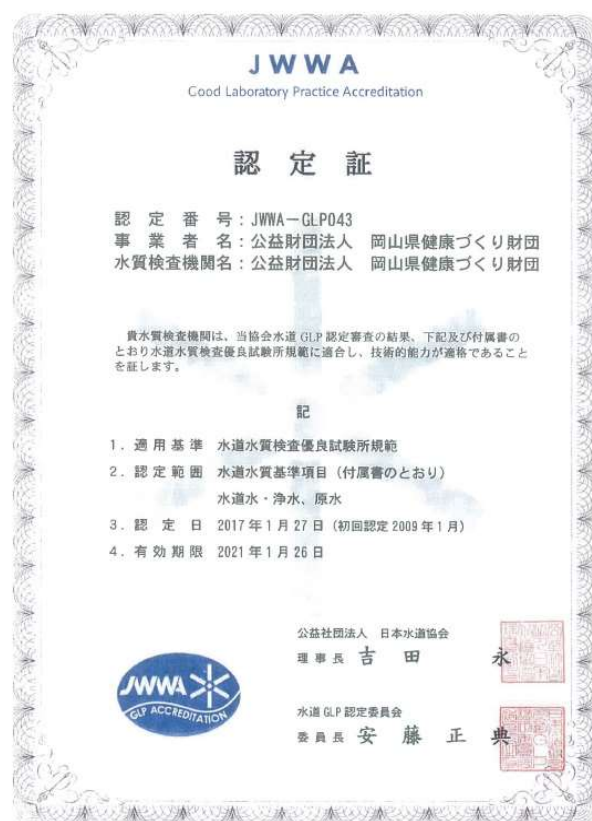 JWWA
Good Laboratory Practice Accreditation
認定証
認定番号：JWWA－GLP043
事業者名：公益財団法人 岡山県健康づくり財団
水質検査機関名：公益財団法人 岡山県健康づくり財団
貴水質検査機関は、当協会水道 GLP 認定審査の結果、下記及び付属書の
とおり水道水質検査優良試験所規範に適合し、技術的能力が適格であること
を証します。
記
1．適用基準 水道水質検査優良試験所規範
2．認定範囲 水道水質基準項目（付属書のとおり）
水道水・浄水、原水
3．認定日 2017年1月27日（初回認定2009年1月）
4．有効期限 2021年1月26日
公益社団法人 日本水道協会
理事長 吉田 永
水道 GLP 認定委員会
委員長 安藤正典
JWWA
GLP ACCREDITATION